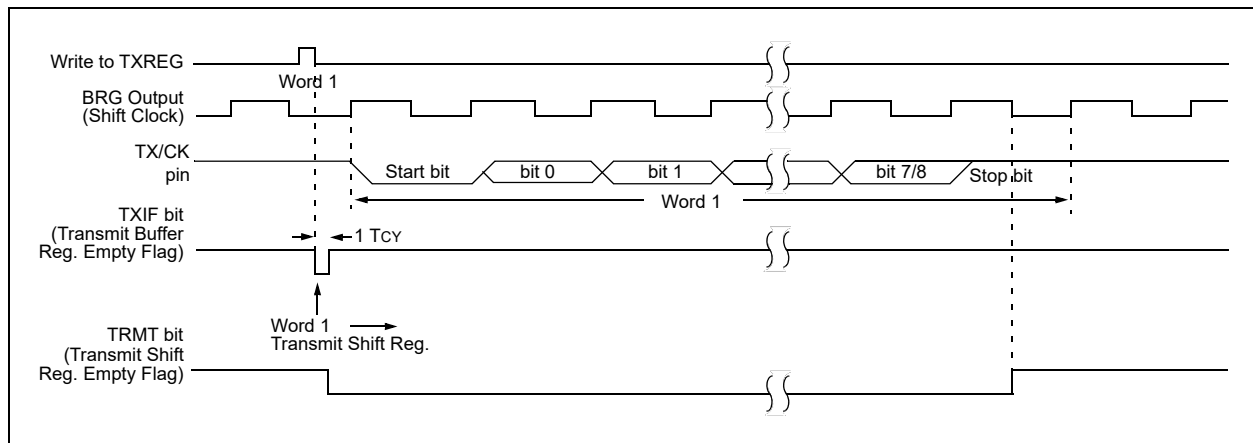 Write to TXREG
Word 1
BRG Output
(Shift Clock)
TX/CK
pin
Start bit
bit 0
bit 1
bit 7/8
Stop bit
Word 1
TXIF bit
(Transmit Buffer
Reg. Empty Flag)
1 TCY
Word 1
Transmit Shift Reg.
TRMT bit
(Transmit Shift
Reg. Empty Flag)